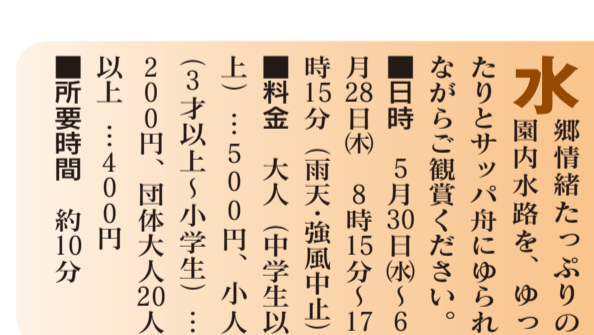 水郷情緒たっぷりの
園内水路を、ゆっ
たりとサッパ舟にゆられ
ながらご観賞ください。
■日時　5月30日㈬～6
月28日㈭　8時15分～17
時15分（雨天・強風中止）
■料金　大人（中学生以
上）…500円、小人
（3才以上～小学生）…
200円、団体大人20人
以上　…400円
■所要時間　約10分